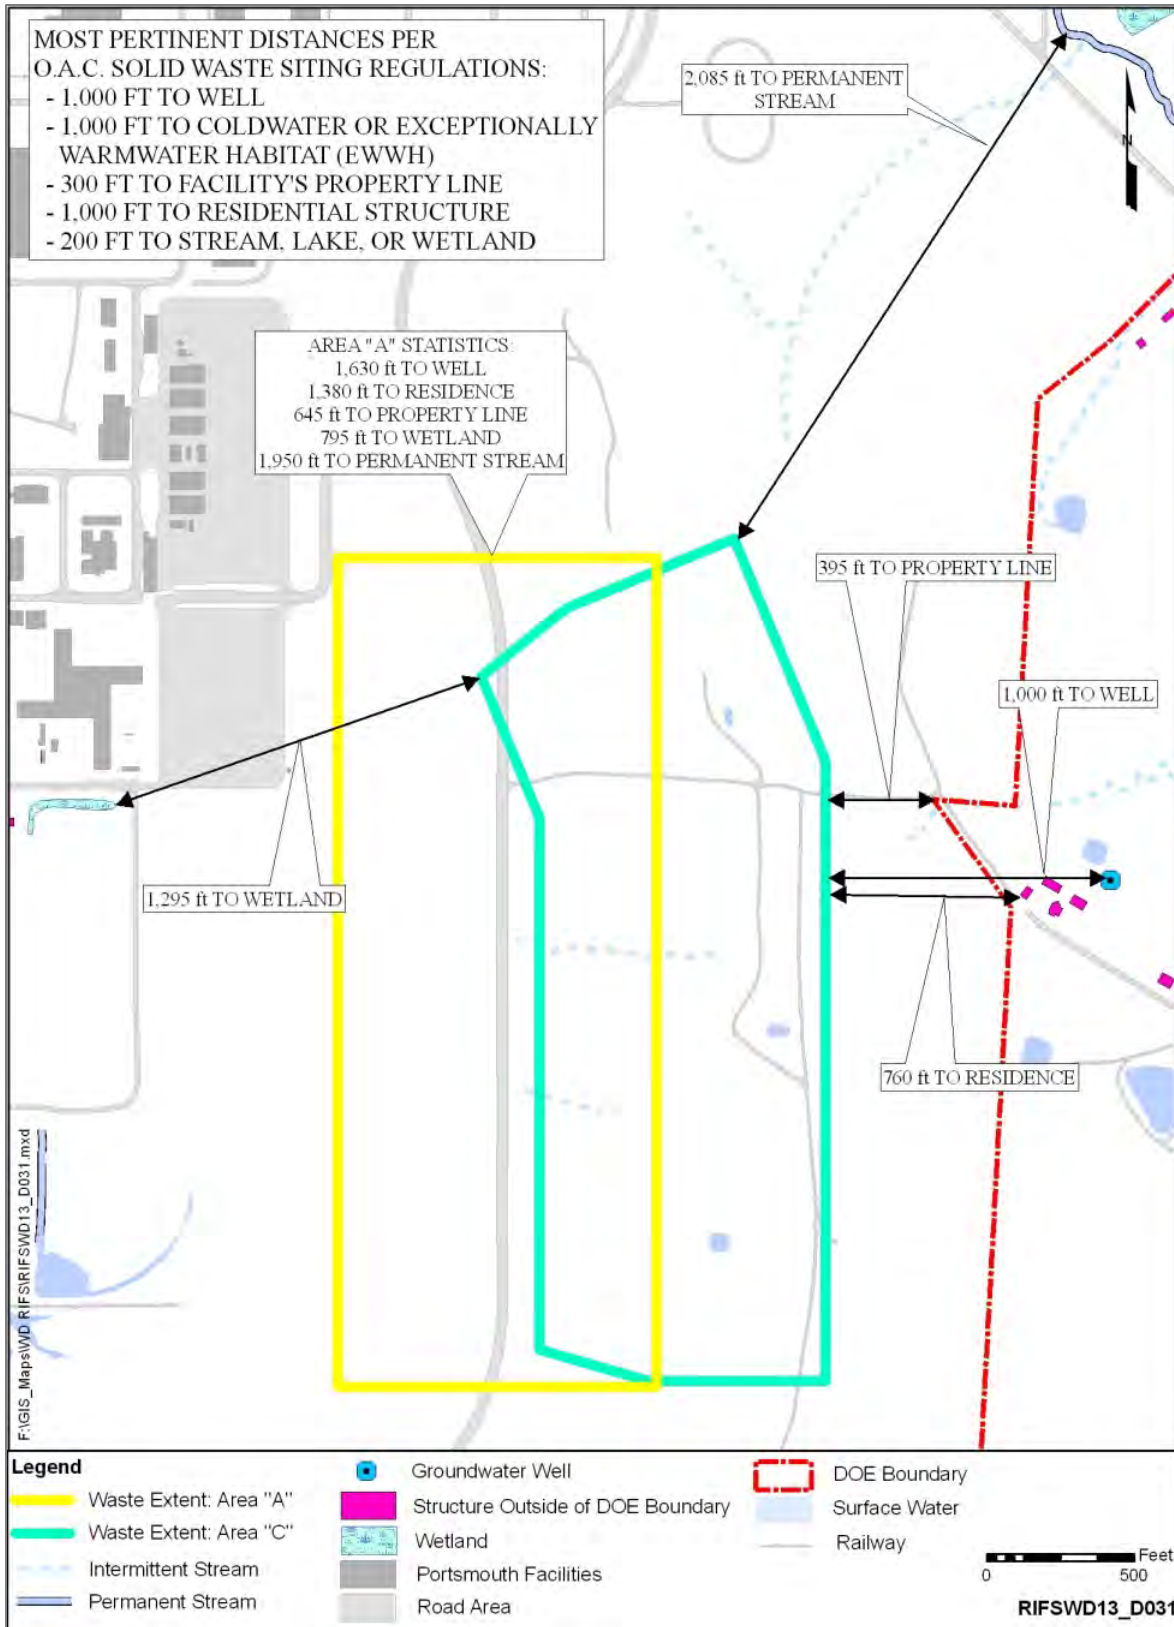 MOST PERTINENT DISTANCES PER
O.A.C. SOLID WASTE SITING REGULATIONS:
- 1,000 FT TO WELL
- 1,000 FT TO COLDWATER OR EXCEPTIONALLY
WARMWATER HABITAT (EWWH)
- 300 FT TO FACILITY'S PROPERTY LINE
- 1,000 FT TO RESIDENTIAL STRUCTURE
- 200 FT TO STREAM, LAKE, OR WETLAND
2,085 ft TO PERMANENT
STREAM
N
AREA "A" STATISTICS:
1,630 ft TO WELL
1,380 ft TO RESIDENCE
645 ft TO PROPERTY LINE
795 ft TO WETLAND
1,950 ft TO PERMANENT STREAM
395 ft TO PROPERTY LINE
1,000 ft TO WELL
1,295 ft TO WETLAND
760 ft TO RESIDENCE
F:\GIS_Maps\WD RIFS\RIFSWD13_D031.mxd
Legend
Waste Extent: Area "A"
Waste Extent: Area "C"
Intermittent Stream
Permanent Stream
Groundwater Well
Structure Outside of DOE Boundary
Wetland
Portsmouth Facilities
Road Area
DOE Boundary
Surface Water
Railway
Feet
0 500
RIFSWD13_D031